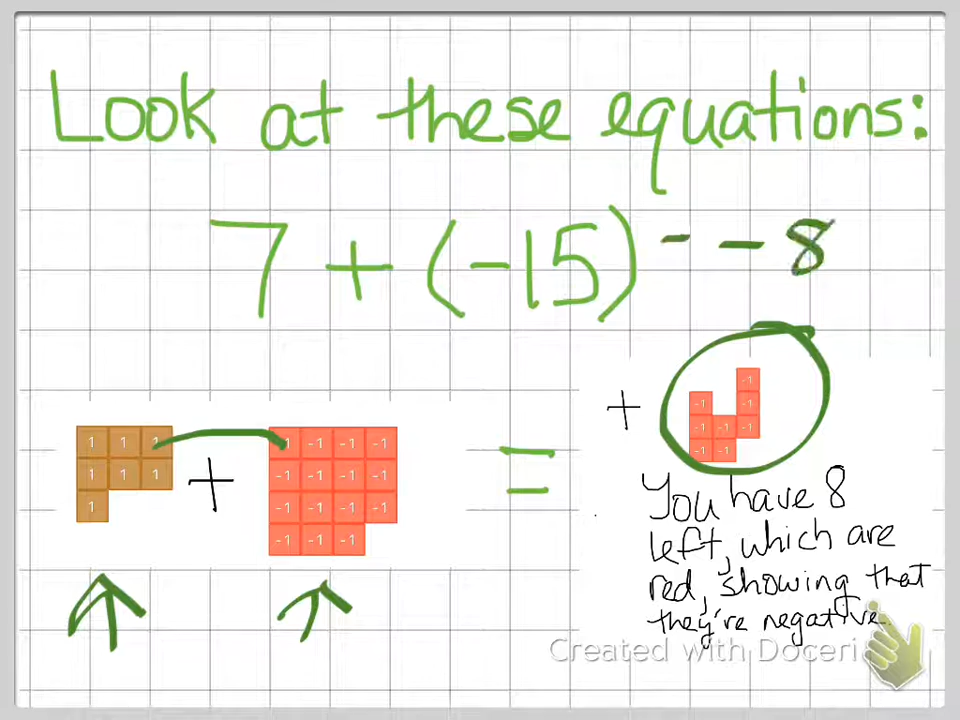 Look at these equations:
7 + (-15) - - 8
1 1 1 -1 -1 -1 -1
1 1 1 -1 -1 -1 -1
1 -1 -1 -1 -1
-1 -1 -1
+
=
+
-1
-1 -1
-1 -1 -1
-1 -1
You have 8
left, which are
red, showing that
they're negative.
Created with Doceri